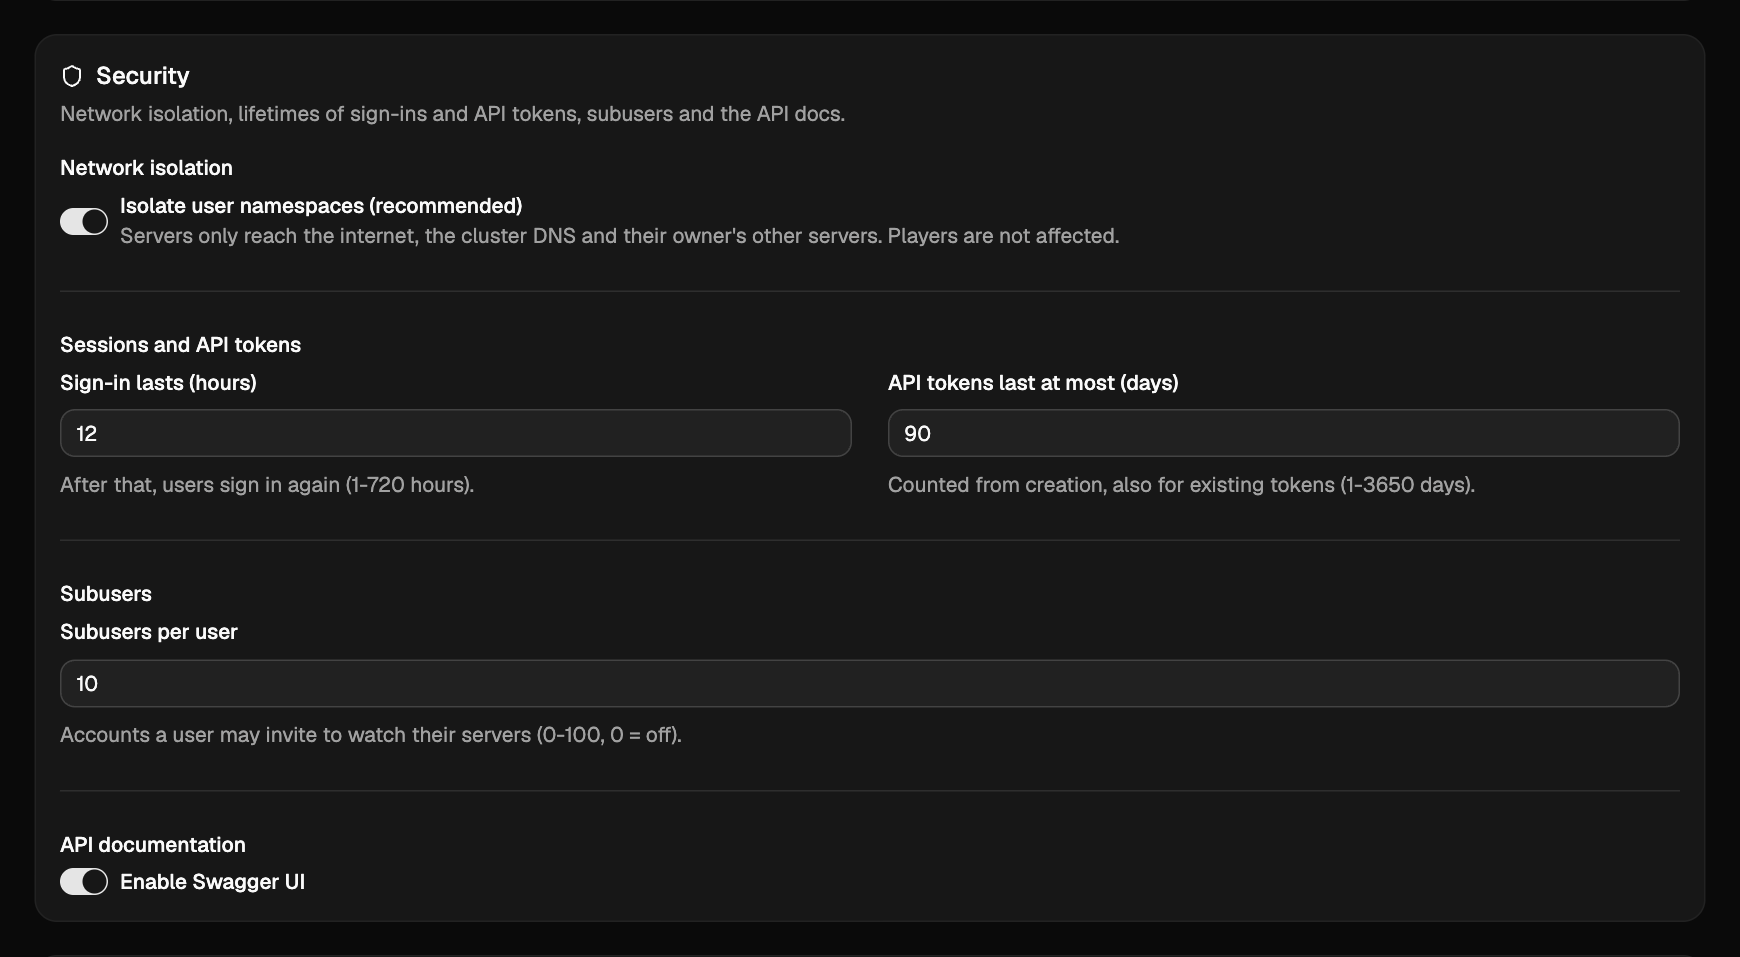 Security
Network isolation, lifetimes of sign-ins and API tokens, subusers and the API docs.
Network isolation
Isolate user namespaces (recommended)
Servers only reach the internet, the cluster DNS and their owner's other servers. Players are not affected.
Sessions and API tokens
Sign-in lasts (hours)
12
After that, users sign in again (1-720 hours).
API tokens last at most (days)
90
Counted from creation, also for existing tokens (1-3650 days).
Subusers
Subusers per user
10
Accounts a user may invite to watch their servers (0-100, 0 = off).
API documentation
Enable Swagger UI